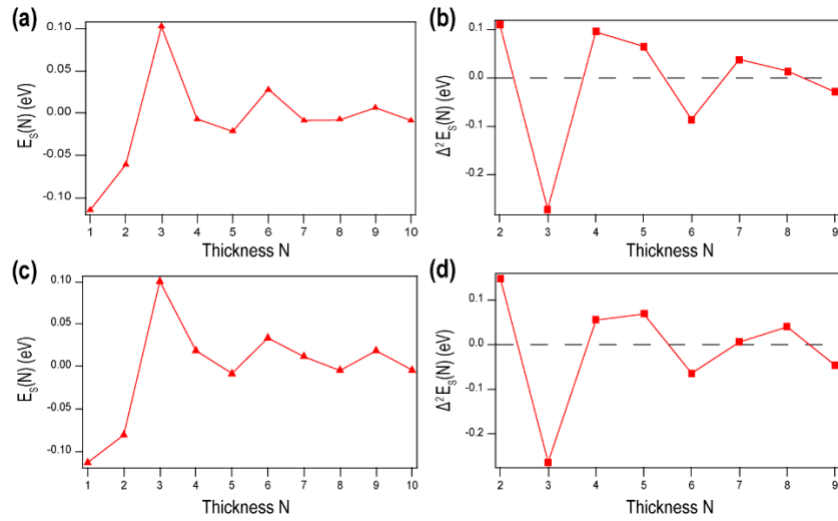 (a)
E_S(N) (eV)
0.10
0.05
0.00
-0.05
-0.10
1 2 3 4 5 6 7 8 9 10
Thickness N
(b)
Δ²E_S(N) (eV)
0.1
0.0
-0.1
-0.2
2 3 4 5 6 7 8 9
Thickness N
(c)
E_S(N) (eV)
0.10
0.05
0.00
-0.05
-0.10
1 2 3 4 5 6 7 8 9 10
Thickness N
(d)
Δ²E_S(N) (eV)
0.1
0.0
-0.1
-0.2
2 3 4 5 6 7 8 9
Thickness N